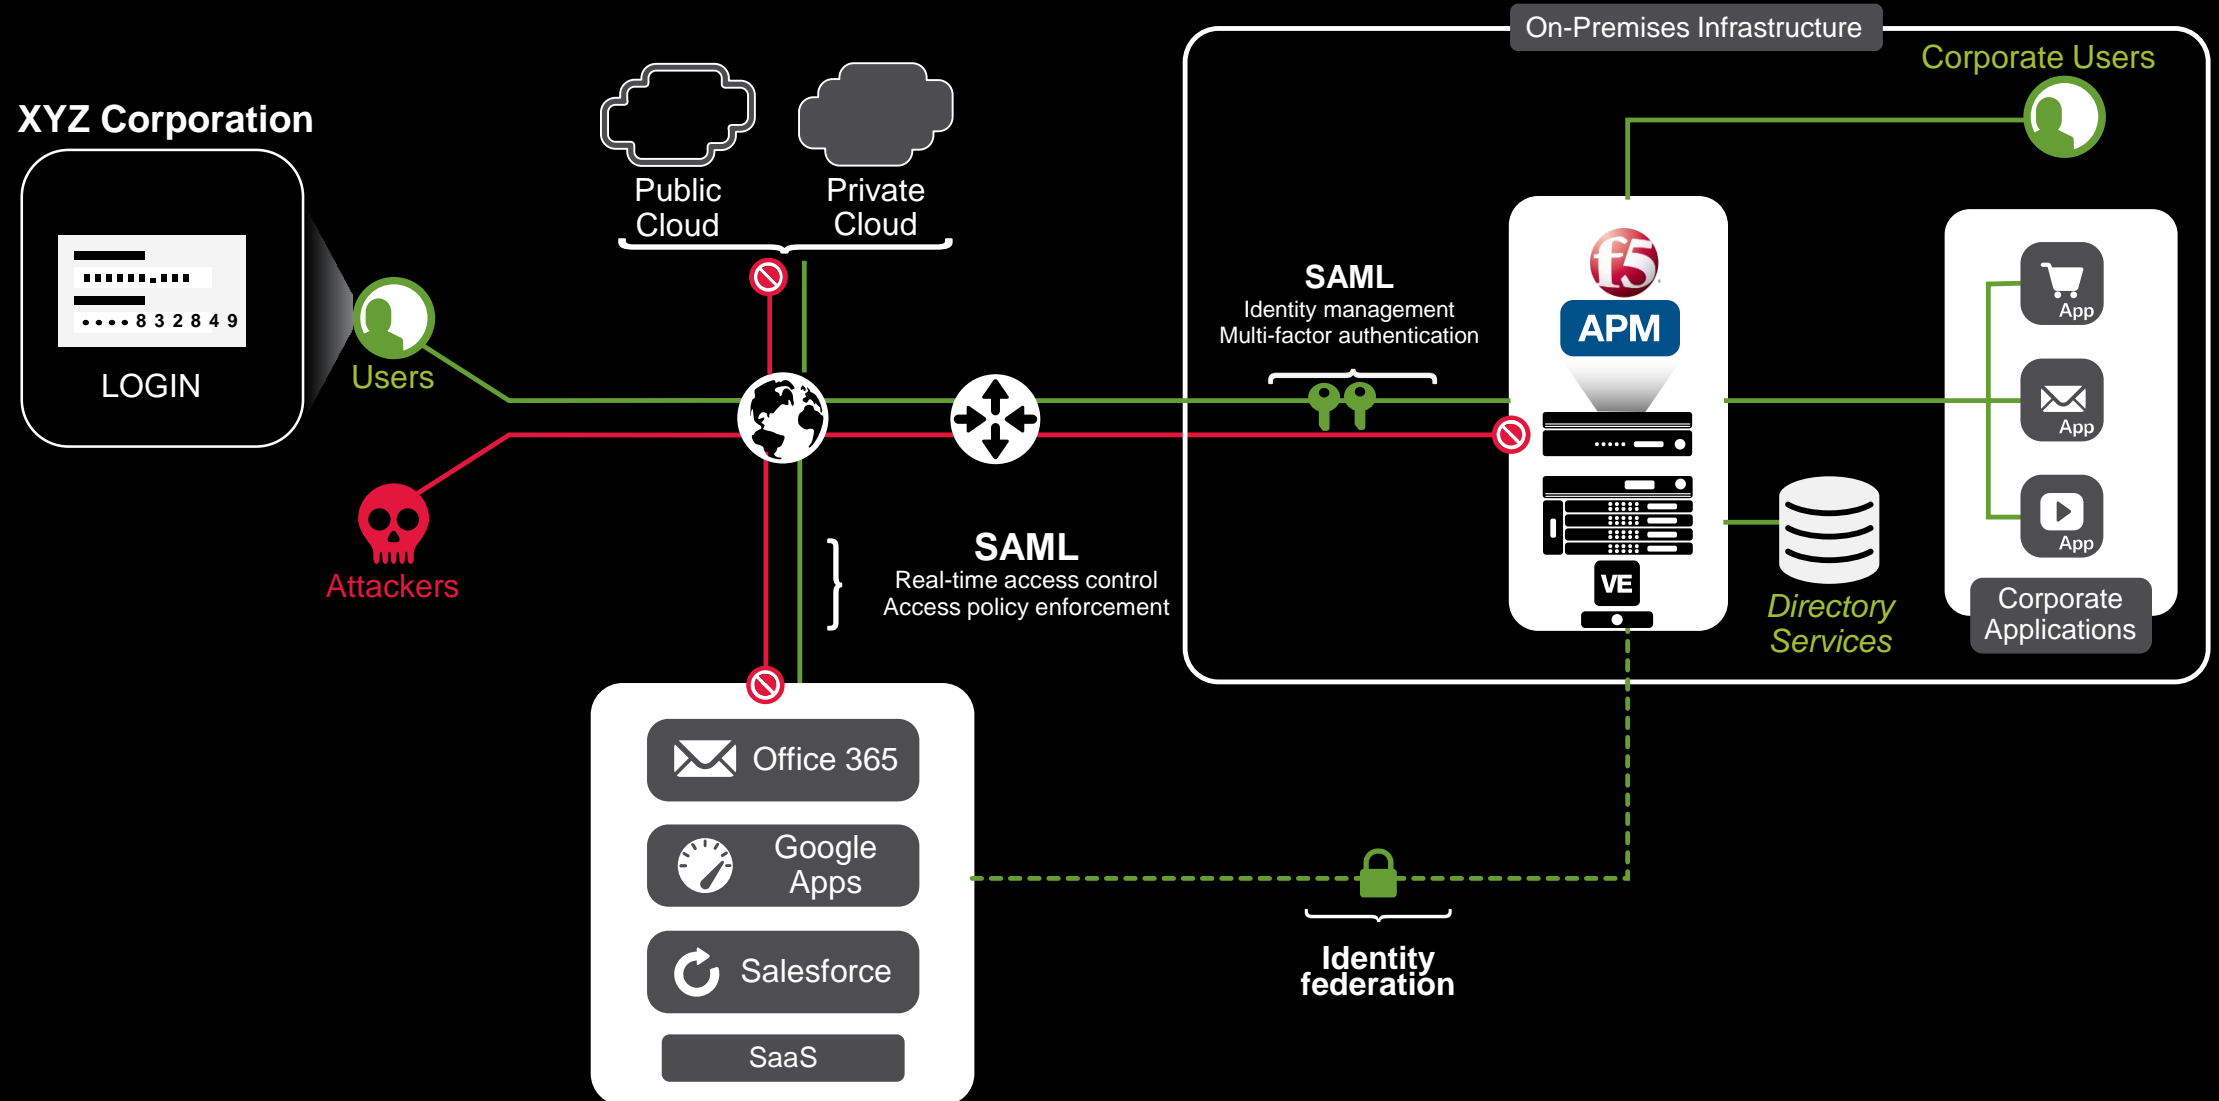 On-Premises Infrastructure
Corporate Users
XYZ Corporation
8 3 2 8 4 9
LOGIN
Users
Attackers
Public
Cloud
Private
Cloud
SAML
Identity management
Multi-factor authentication
f5
APM
VE
App
App
App
Corporate
Applications
Directory
Services
SAML
Real-time access control
Access policy enforcement
Office 365
Google
Apps
Salesforce
SaaS
Identity
federation